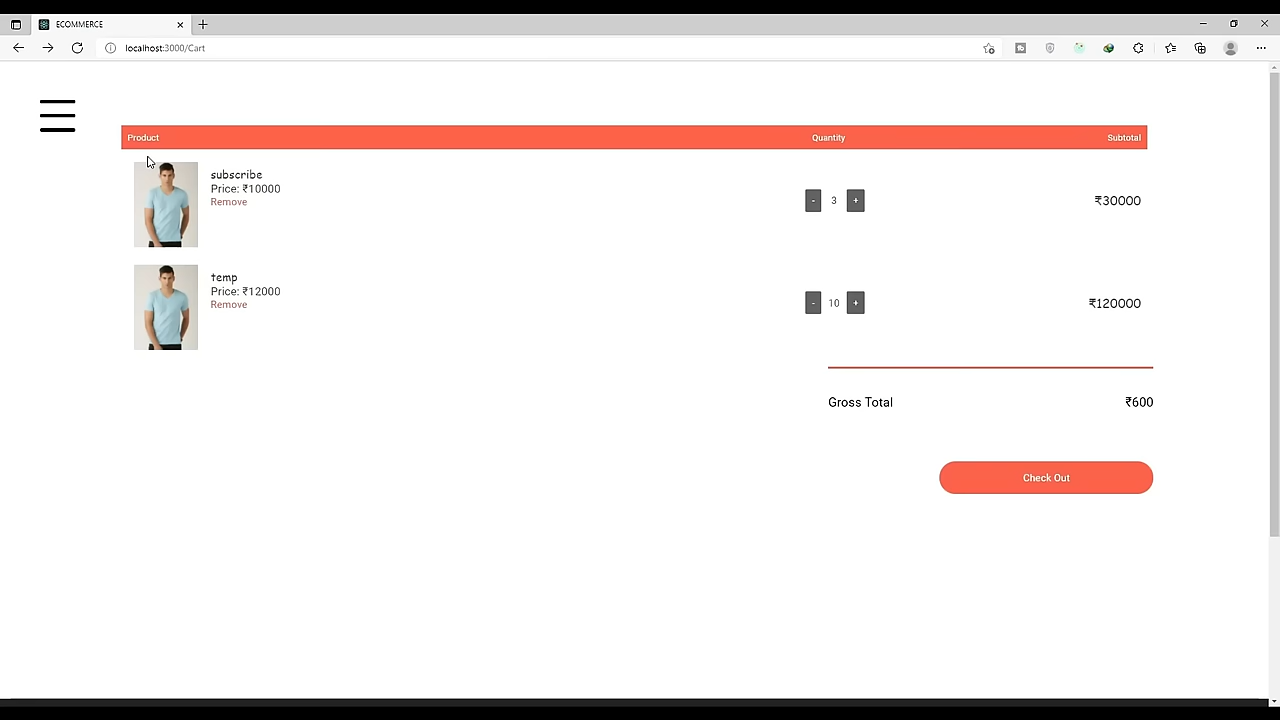 ECOMMERCE
localhost:3000/Cart
Product Quantity Subtotal
subscribe
Price: ₹10000
Remove
- 3 +
₹30000
temp
Price: ₹12000
Remove
- 10 +
₹120000
Gross Total ₹600
Check Out